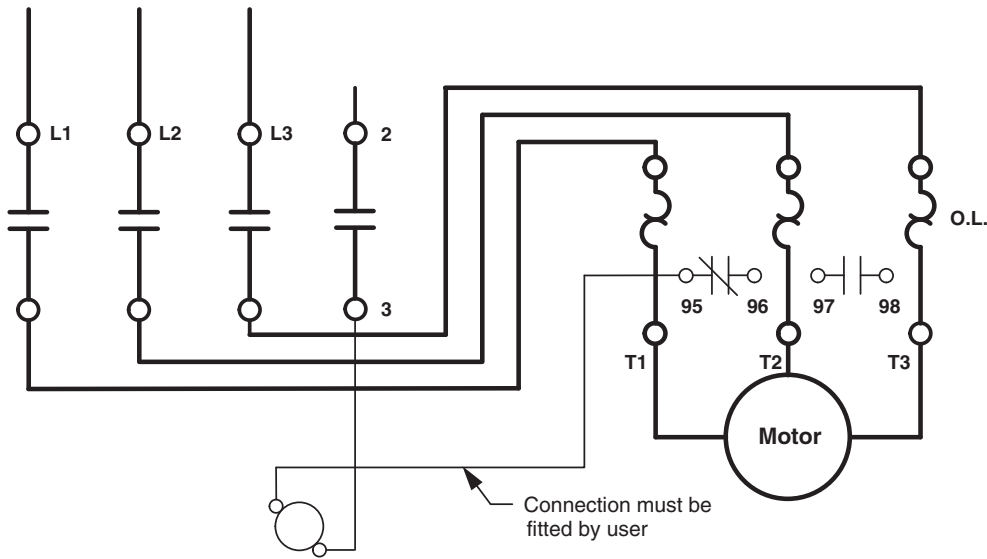 L1
L2
L3
2
O.L.
3
95
96
97
98
T1
T2
T3
Motor
Connection must be
fitted by user